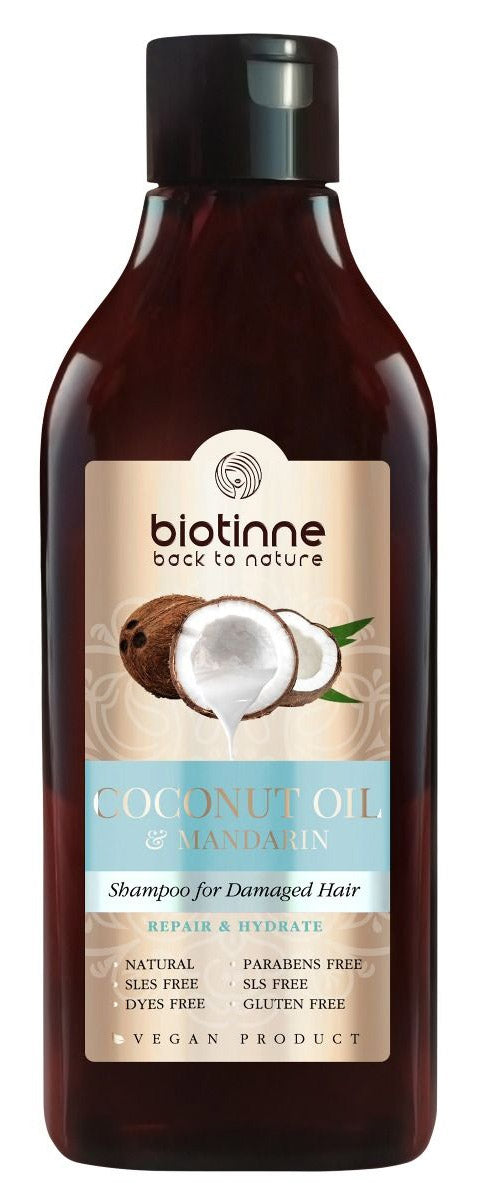 biotinne
back to nature
COCONUT OIL
& MANDARIN
Shampoo for Damaged Hair
REPAIR & HYDRATE
NATURAL
SLES FREE
DYES FREE
PARABENS FREE
SLS FREE
GLUTEN FREE
VEGAN PRODUCT